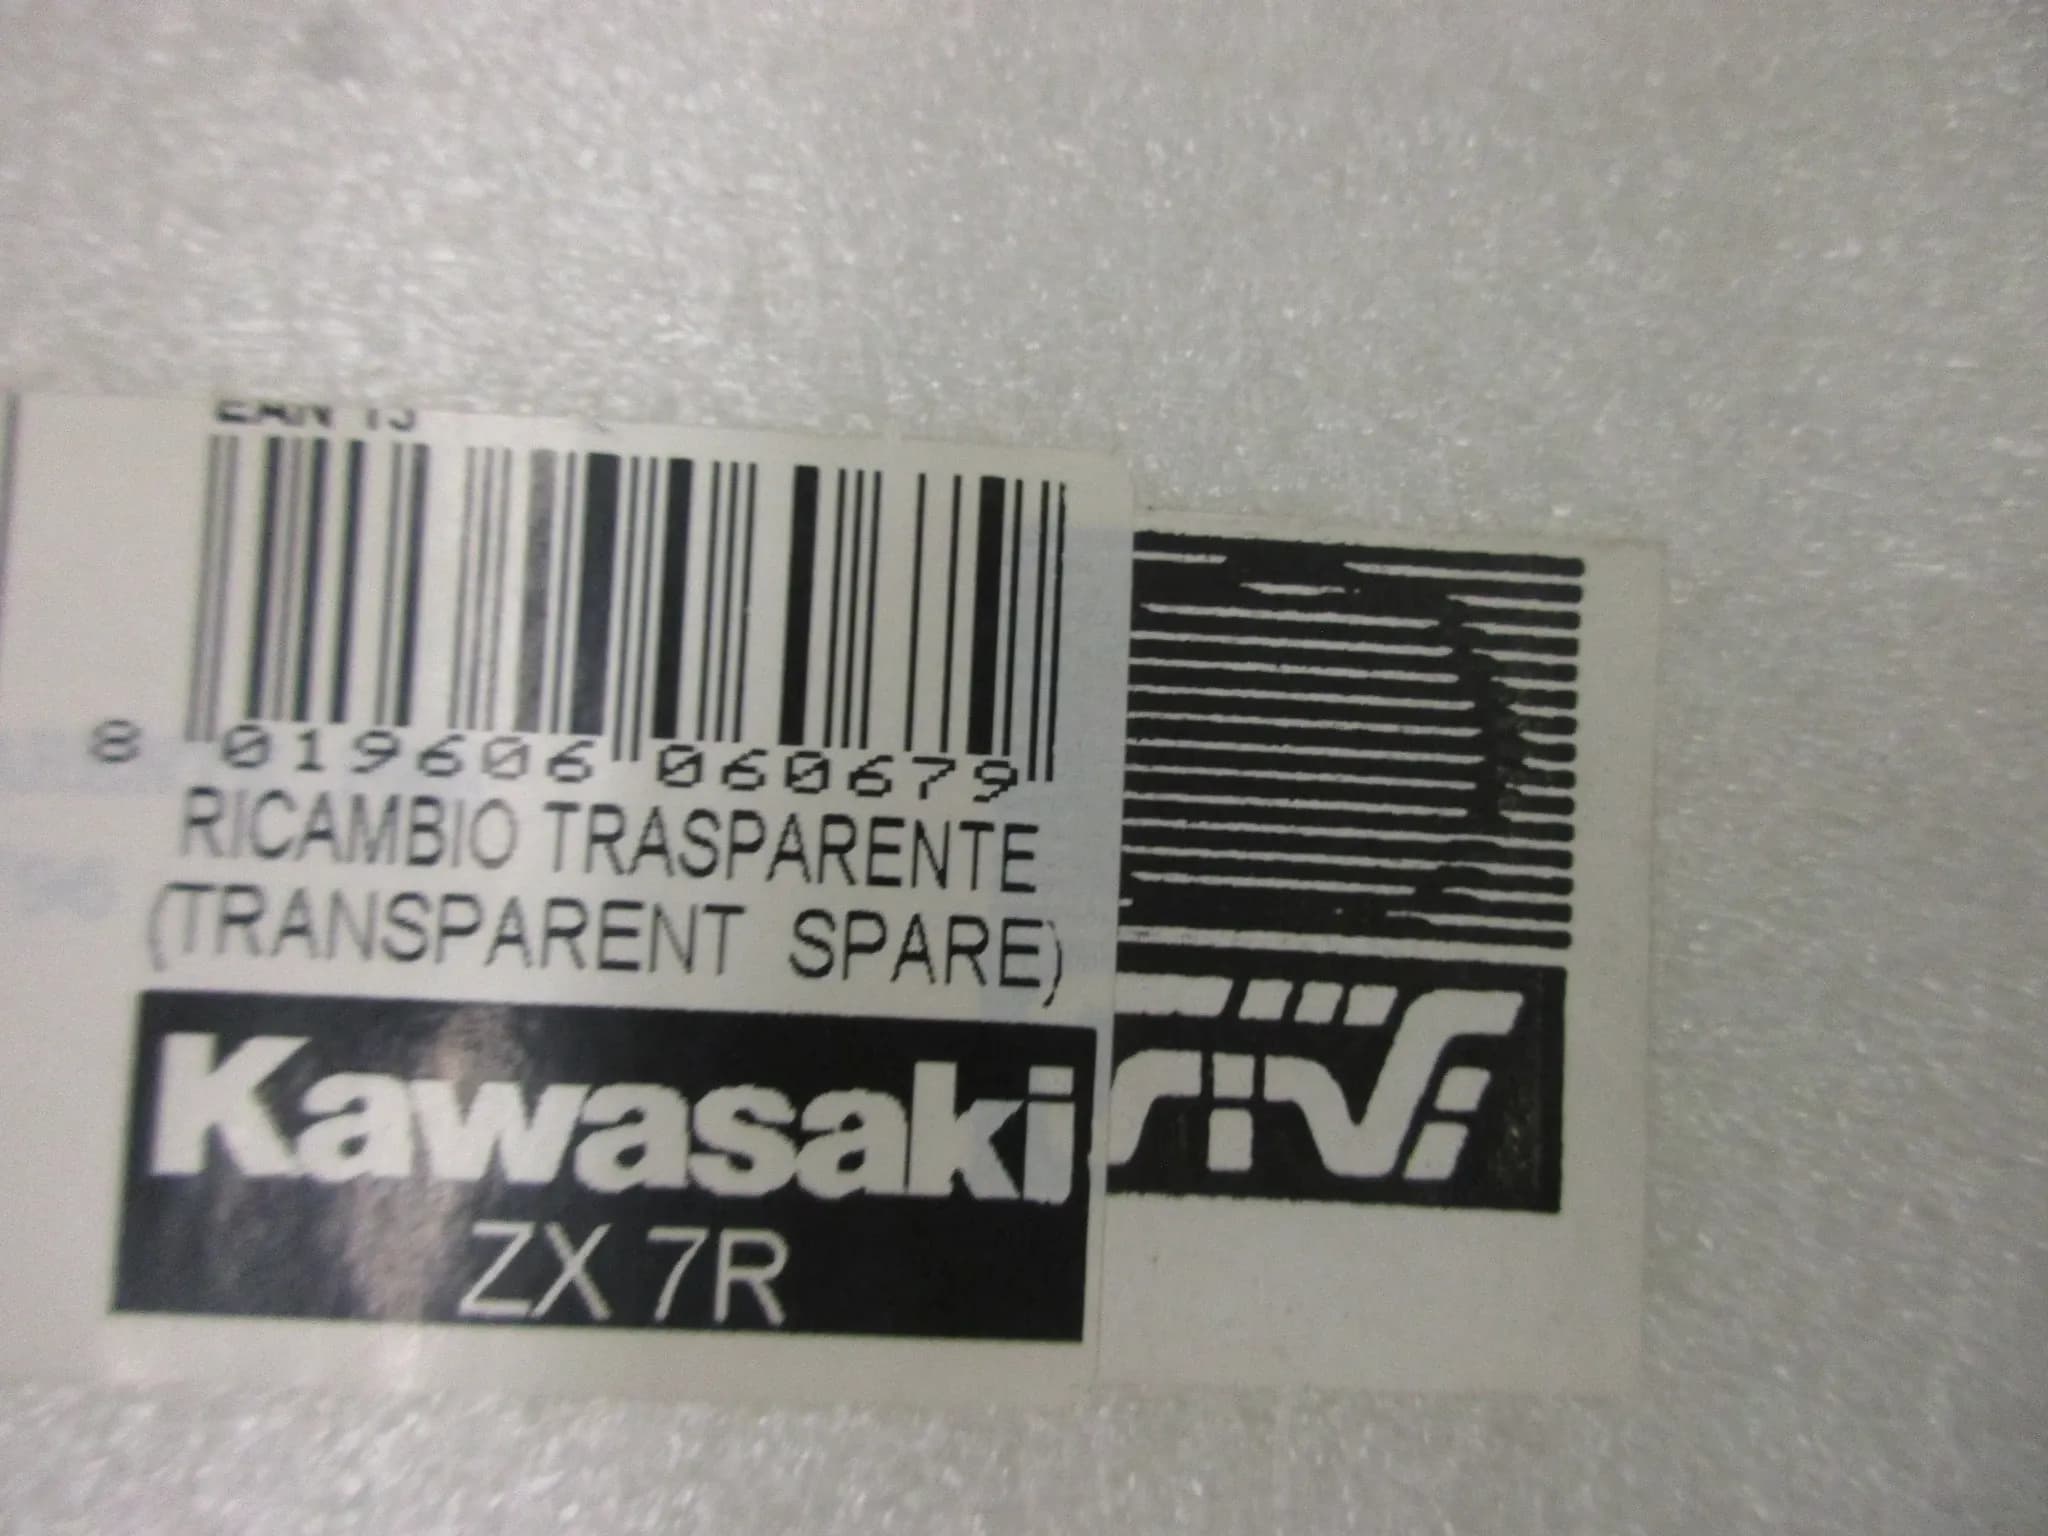 EAN 13
8 019606 060679
RICAMBIO TRASPARENTE
(TRANSPARENT SPARE)
Kawasaki
ZX 7R